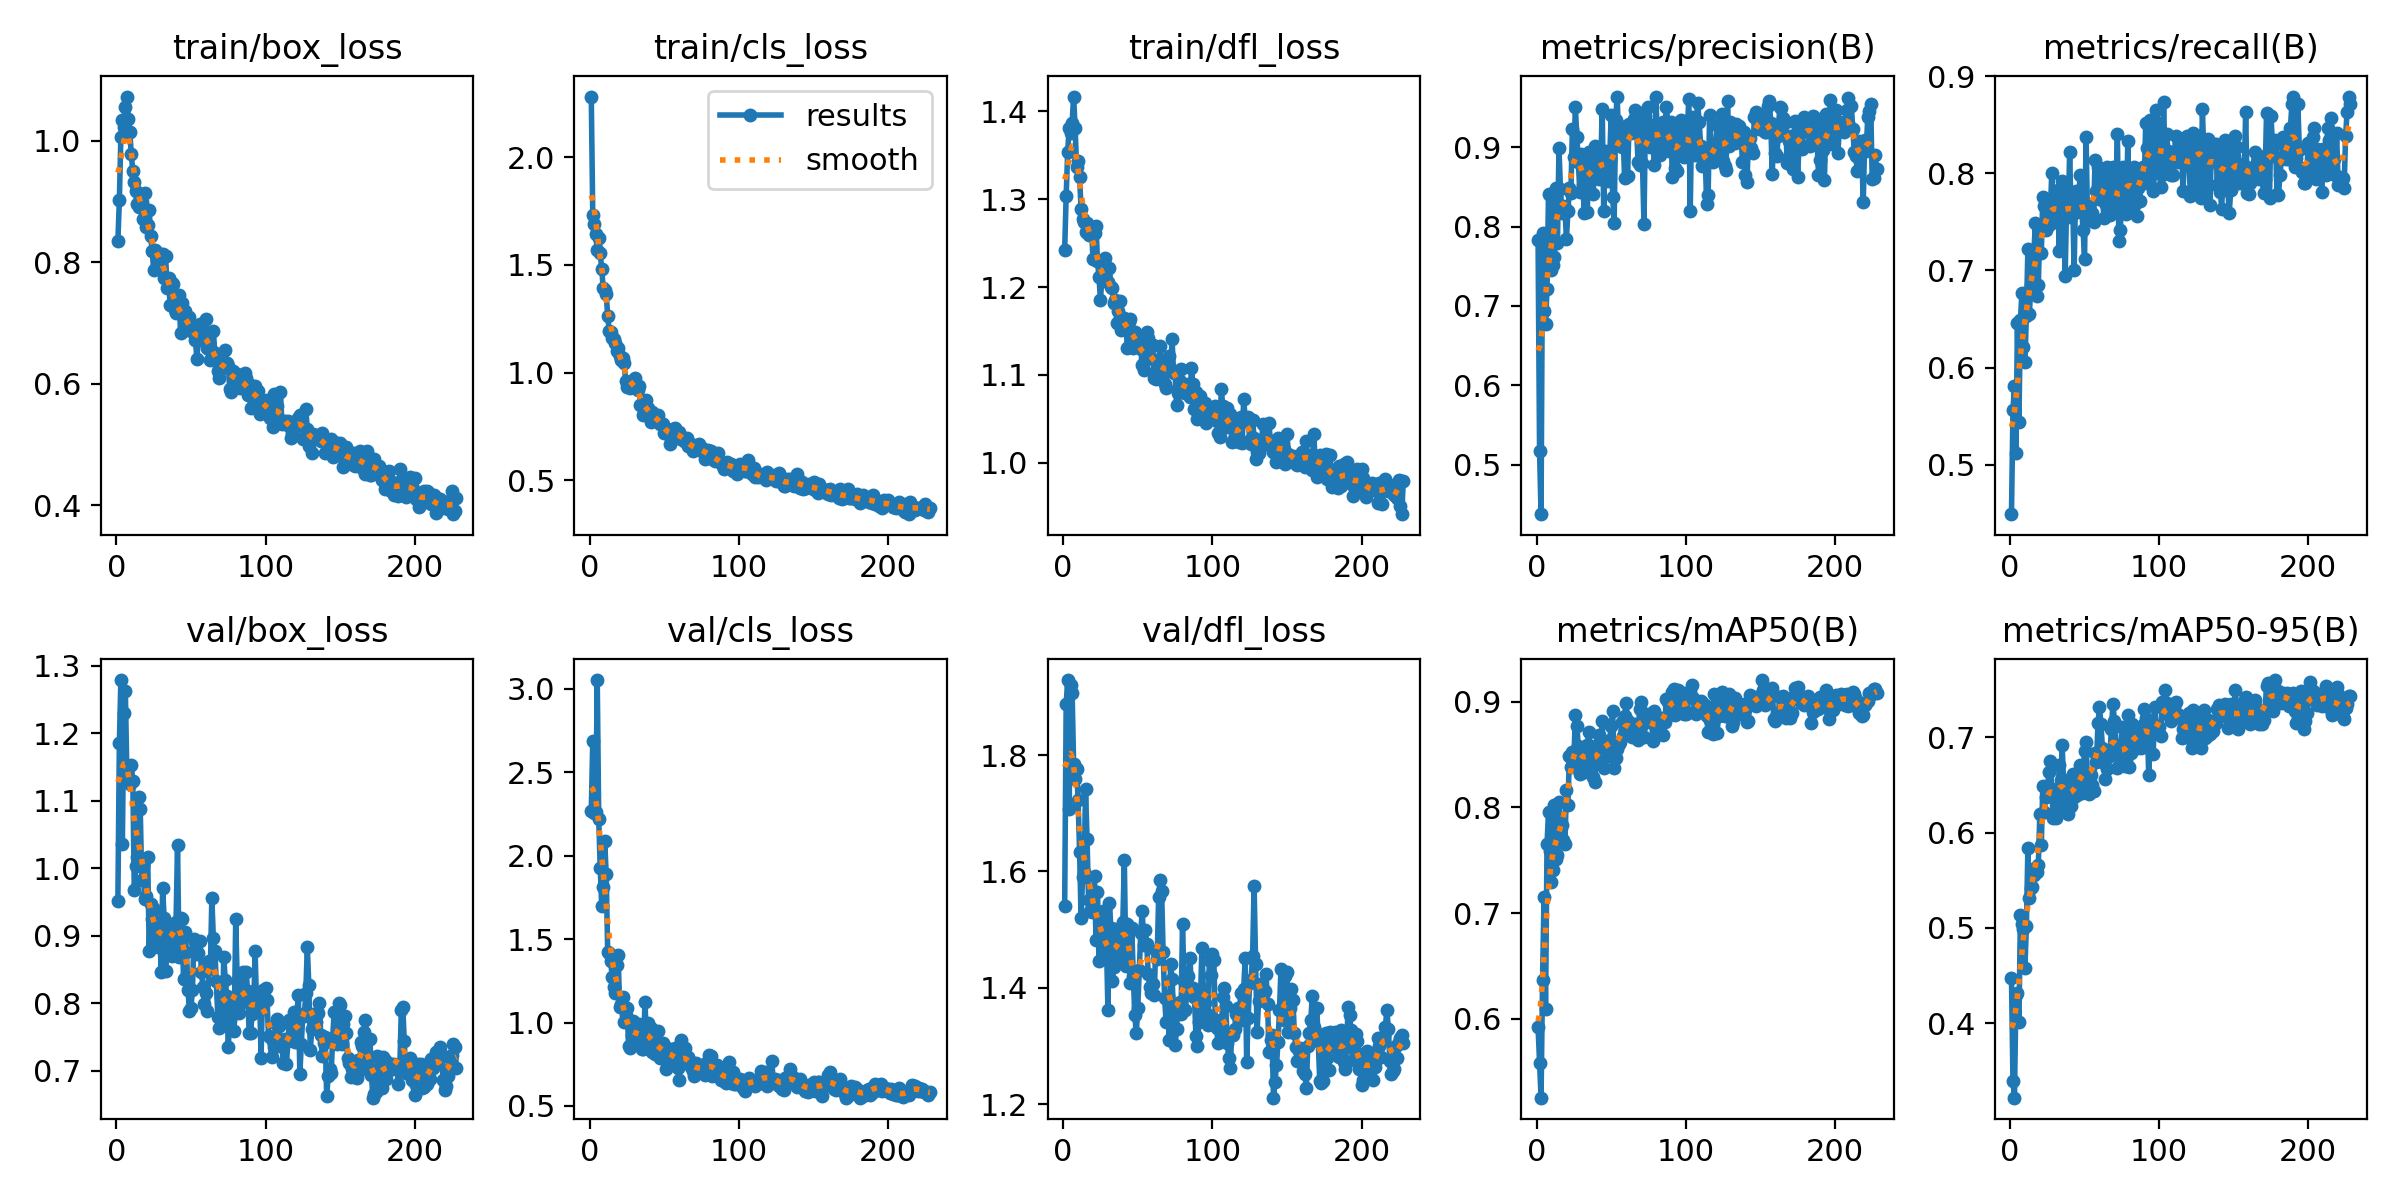 train/box_loss
1.0
0.8
0.6
0.4
0 100 200
train/cls_loss
results
smooth
2.0
1.5
1.0
0.5
0 100 200
train/dfl_loss
1.4
1.3
1.2
1.1
1.0
0 100 200
metrics/precision(B)
0.9
0.8
0.7
0.6
0.5
0 100 200
metrics/recall(B)
0.9
0.8
0.7
0.6
0.5
0 100 200
val/box_loss
1.3
1.2
1.1
1.0
0.9
0.8
0.7
0 100 200
val/cls_loss
3.0
2.5
2.0
1.5
1.0
0.5
0 100 200
val/dfl_loss
1.8
1.6
1.4
1.2
0 100 200
metrics/mAP50(B)
0.9
0.8
0.7
0.6
0 100 200
metrics/mAP50-95(B)
0.7
0.6
0.5
0.4
0 100 200